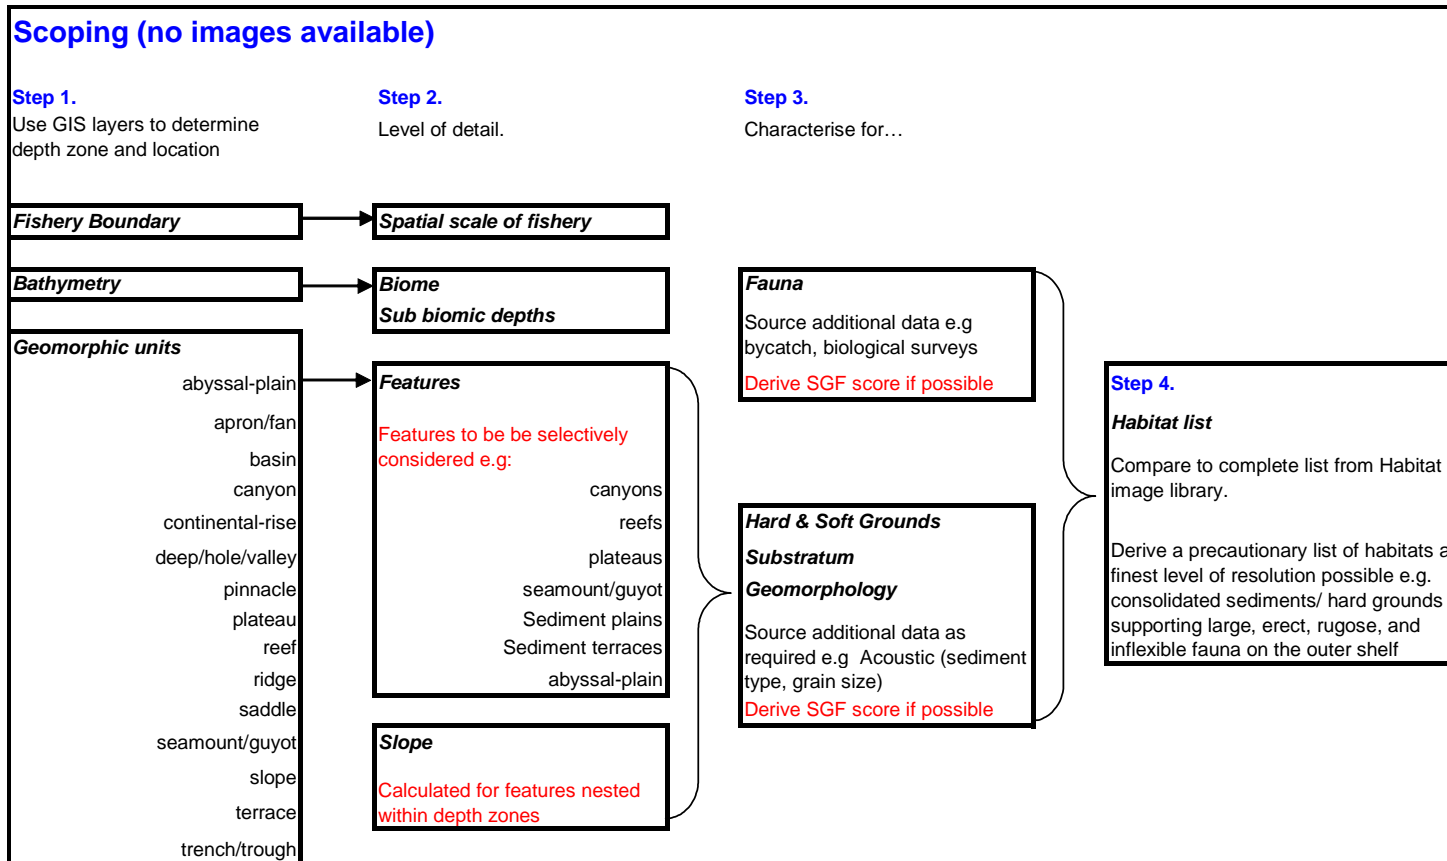 Scoping (no images available)
Step 1.
Use GIS layers to determine
depth zone and location
Step 2.
Level of detail.
Step 3.
Characterise for…
Fishery Boundary
Spatial scale of fishery
Bathymetry
Biome
Sub biomic depths
Geomorphic units
abyssal-plain
apron/fan
basin
canyon
continental-rise
deep/hole/valley
pinnacle
plateau
reef
ridge
saddle
seamount/guyot
slope
terrace
trench/trough
Features
Features to be be selectively
considered e.g:
canyons
reefs
plateaus
seamount/guyot
Sediment plains
Sediment terraces
abyssal-plain
Slope
Calculated for features nested
within depth zones
Fauna
Source additional data e.g
bycatch, biological surveys
Derive SGF score if possible
Hard & Soft Grounds
Substratum
Geomorphology
Source additional data as
required e.g  Acoustic (sediment
type, grain size)
Derive SGF score if possible
Step 4.
Habitat list
Compare to complete list from Habitat
image library.
Derive a precautionary list of habitats
finest level of resolution possible e.g.
consolidated sediments/ hard grounds
supporting large, erect, rugose, and
inflexible fauna on the outer shelf